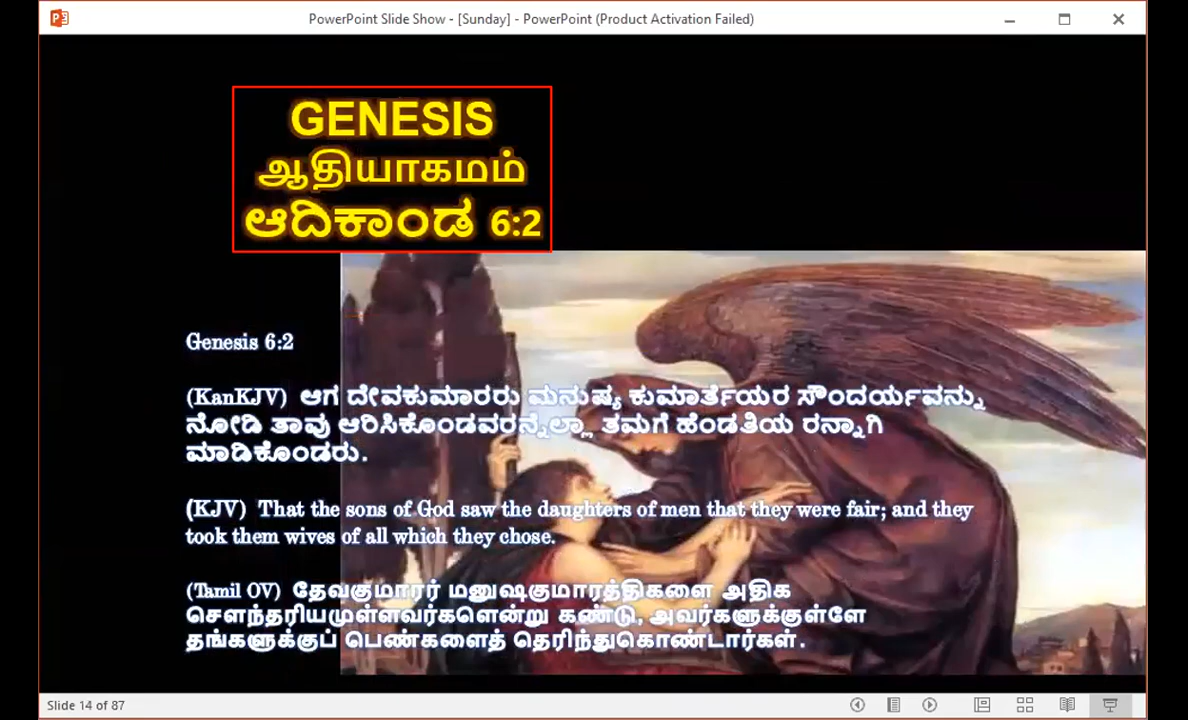 PowerPoint Slide Show - [Sunday] - PowerPoint (Product Activation Failed)
GENESIS
ஆதியாகமம்
ಆದಿಕಾಂಡ 6:2
Genesis 6:2
(KanKJV) ಆಗ ದೇವಕುಮಾರರು ಮನುಷ್ಯ ಕುಮಾರ್ತೆಯರ ಸೌಂದರ್ಯವನ್ನು
ನೋಡಿ ತಾವು ಆರಿಸಿಕೊಂಡವರನ್ನೆಲ್ಲಾ ತಮಗೆ ಹೆಂಡತಿಯ ರನ್ನಾಗಿ
ಮಾಡಿಕೊಂಡರು.
(KJV) That the sons of God saw the daughters of men that they were fair; and they
took them wives of all which they chose.
(Tamil OV) தேவகுமாரர் மனுஷகுமாரத்திகளை அதிக
சௌந்தரியமுள்ளவர்களென்று கண்டு, அவர்களுக்குள்ளே
தங்களுக்குப் பெண்களைத் தெரிந்துகொண்டார்கள்.
Slide 14 of 87